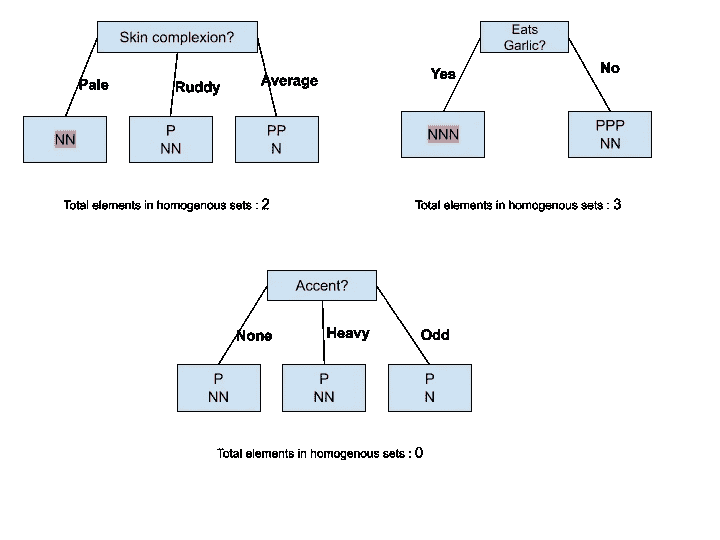 Skin complexion?
Pale
Ruddy
Average
NN
P
NN
PP
N
Total elements in homogenous sets : 2
Eats
Garlic?
Yes
No
NNN
PPP
NN
Total elements in homogenous sets : 3
Accent?
None
Heavy
Odd
P
NN
P
NN
P
N
Total elements in homogenous sets : 0